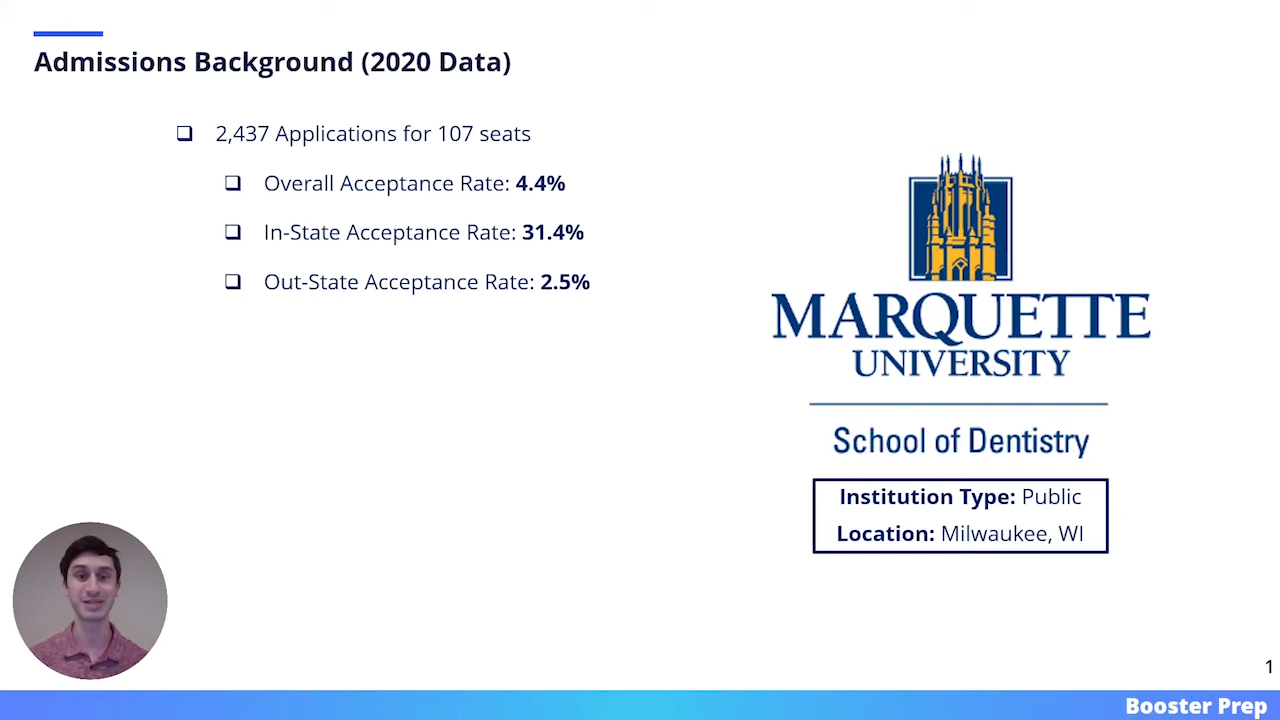 Admissions Background (2020 Data)
2,437 Applications for 107 seats
Overall Acceptance Rate: 4.4%
In-State Acceptance Rate: 31.4%
Out-State Acceptance Rate: 2.5%
MARQUETTE
UNIVERSITY
School of Dentistry
Institution Type: Public
Location: Milwaukee, WI
1
Booster Prep